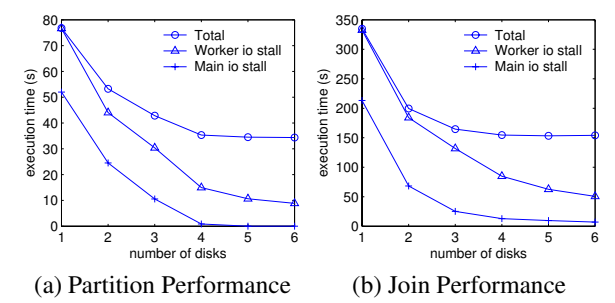 80
70
60
50
40
30
20
10
0
execution time (s)
Total
Worker io stall
Main io stall
1 2 3 4 5 6
number of disks
(a) Partition Performance
350
300
250
200
150
100
50
0
execution time (s)
Total
Worker io stall
Main io stall
1 2 3 4 5 6
number of disks
(b) Join Performance